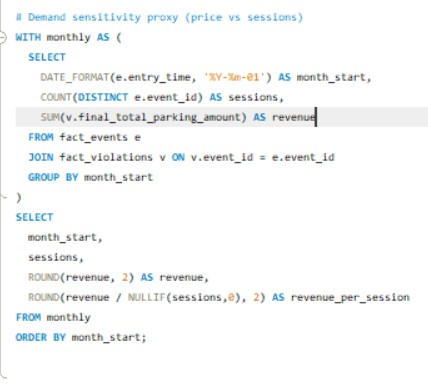 # Demand sensitivity proxy (price vs sessions)
WITH monthly AS (
SELECT
DATE_FORMAT(e.entry_time, '%Y-%m-01') AS month_start,
COUNT(DISTINCT e.event_id) AS sessions,
SUM(v.final_total_parking_amount) AS revenue
FROM fact_events e
JOIN fact_violations v ON v.event_id = e.event_id
GROUP BY month_start
)
SELECT
month_start,
sessions,
ROUND(revenue, 2) AS revenue,
ROUND(revenue / NULLIF(sessions,0), 2) AS revenue_per_session
FROM monthly
ORDER BY month_start;